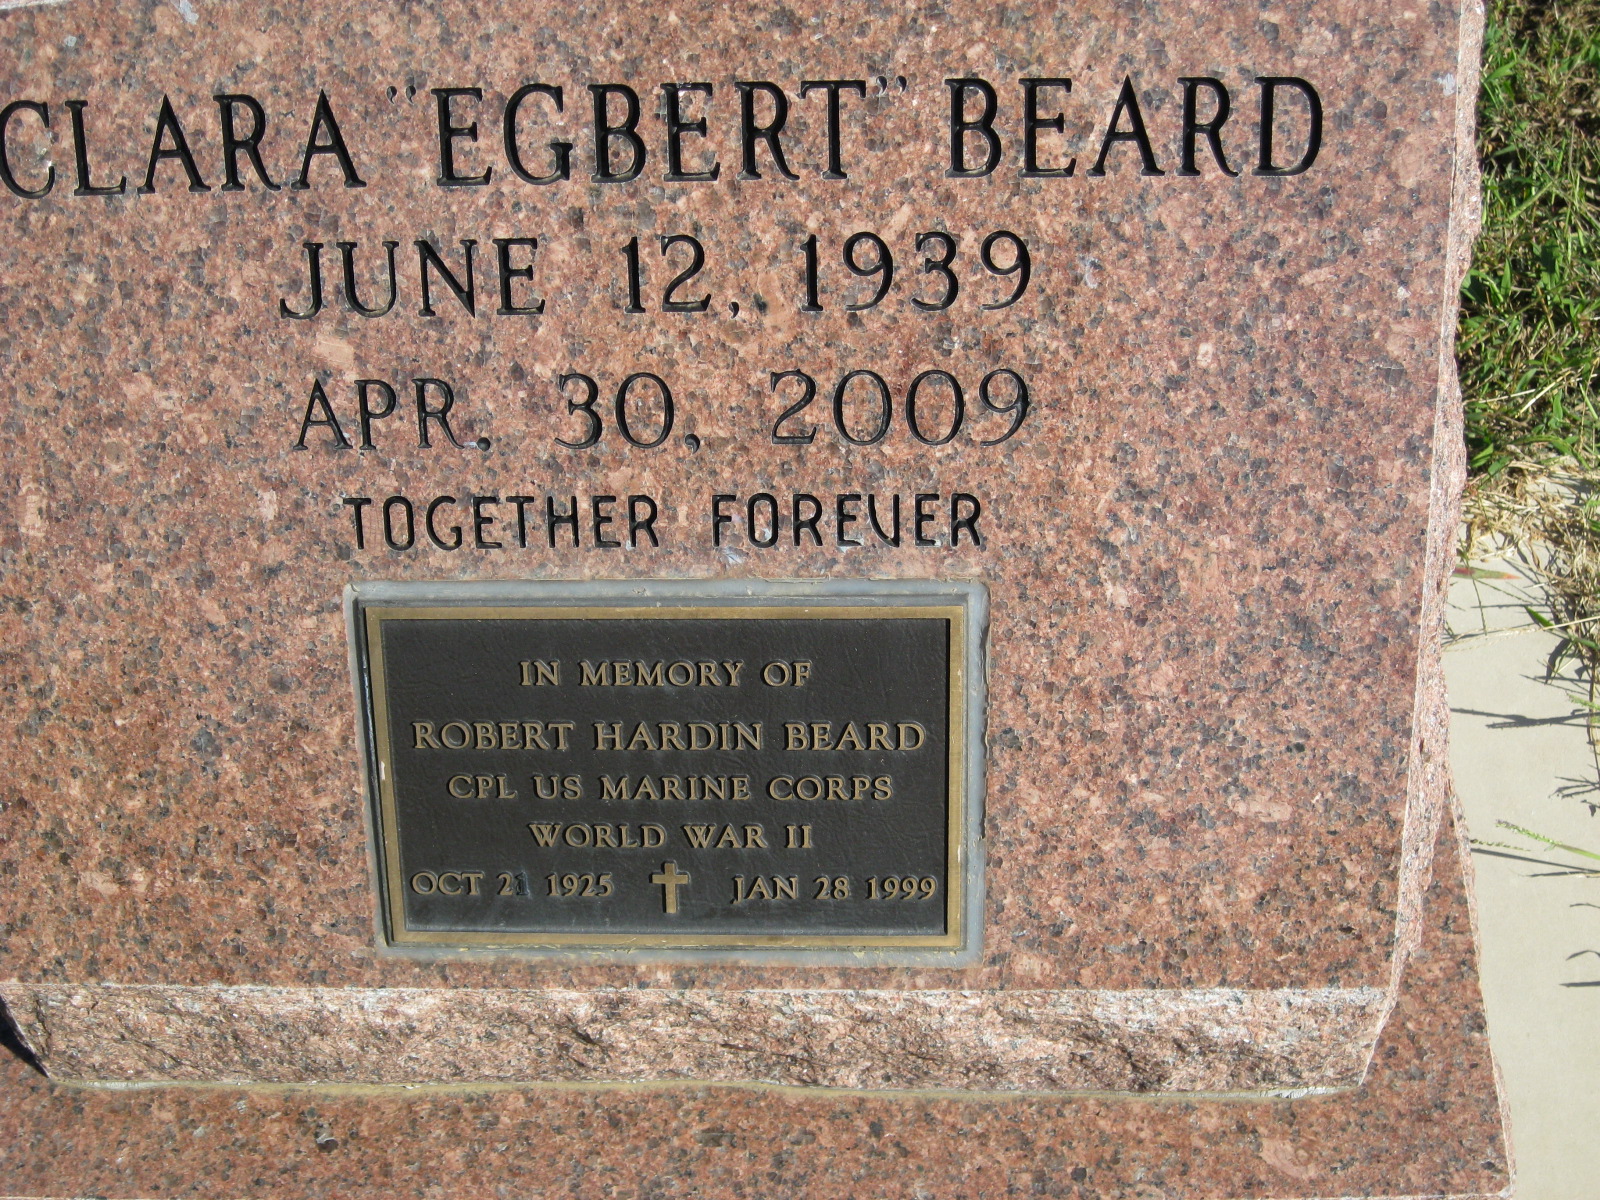 CLARA "EGBERT" BEARD
JUNE 12, 1939
APR. 30, 2009
TOGETHER FOREVER
IN MEMORY OF
ROBERT HARDIN BEARD
CPL US MARINE CORPS
WORLD WAR II
OCT 21 1925 JAN 28 1999